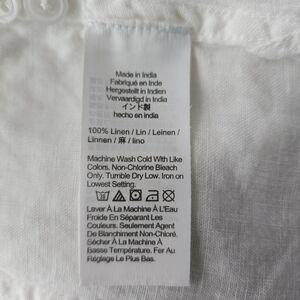 Made in India
Fabriqué en Inde
Hergestellt in Indien
Vervaardigd in India
インド製
hecho en india
100% Linen / Lin / Leinen /
Linnen / 麻 / lino
Machine Wash Cold With Like
Colors. Non-Chlorine Bleach
Only. Tumble Dry Low. Iron on
Lowest Setting.
Laver À La Machine À L'Eau
Froide En Séparant Les
Couleurs. Seulement Agent
De Blanchiment Non-Chloré.
Sécher À La Machine À
Basse Température. Fer Au
Réglage Le Plus Bas.